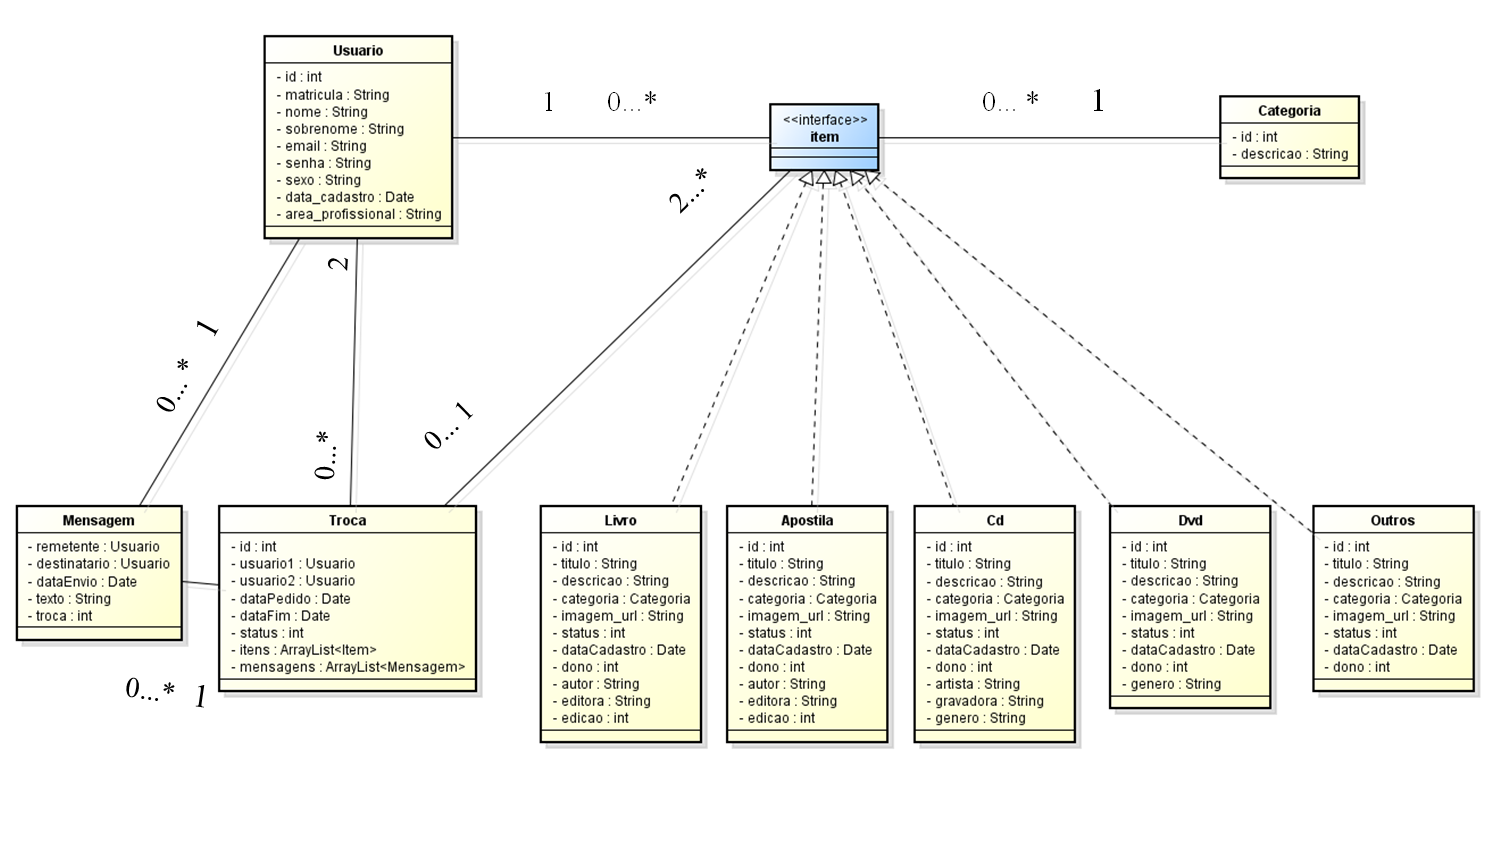 Usuario
- id : int
- matricula : String
- nome : String
- sobrenome : String
- email : String
- senha : String
- sexo : String
- data_cadastro : Date
- area_profissional : String
1 0...*
<<interface>>
item
0... * 1
Categoria
- id : int
- descricao : String
2...*
2
1
0...*
0...*
0... 1
Mensagem
- remetente : Usuario
- destinatario : Usuario
- dataEnvio : Date
- texto : String
- troca : int
0...* 1
Troca
- id : int
- usuario1 : Usuario
- usuario2 : Usuario
- dataPedido : Date
- dataFim : Date
- status : int
- itens : ArrayList<Item>
- mensagens : ArrayList<Mensagem>
Livro
- id : int
- titulo : String
- descricao : String
- categoria : Categoria
- imagem_url : String
- status : int
- dataCadastro : Date
- dono : int
- autor : String
- editora : String
- edicao : int
Apostila
- id : int
- titulo : String
- descricao : String
- categoria : Categoria
- imagem_url : String
- status : int
- dataCadastro : Date
- dono : int
- autor : String
- editora : String
- edicao : int
Cd
- id : int
- titulo : String
- descricao : String
- categoria : Categoria
- imagem_url : String
- status : int
- dataCadastro : Date
- dono : int
- artista : String
- gravadora : String
- genero : String
Dvd
- id : int
- titulo : String
- descricao : String
- categoria : Categoria
- imagem_url : String
- status : int
- dataCadastro : Date
- dono : int
- genero : String
Outros
- id : int
- titulo : String
- descricao : String
- categoria : Categoria
- imagem_url : String
- status : int
- dataCadastro : Date
- dono : int